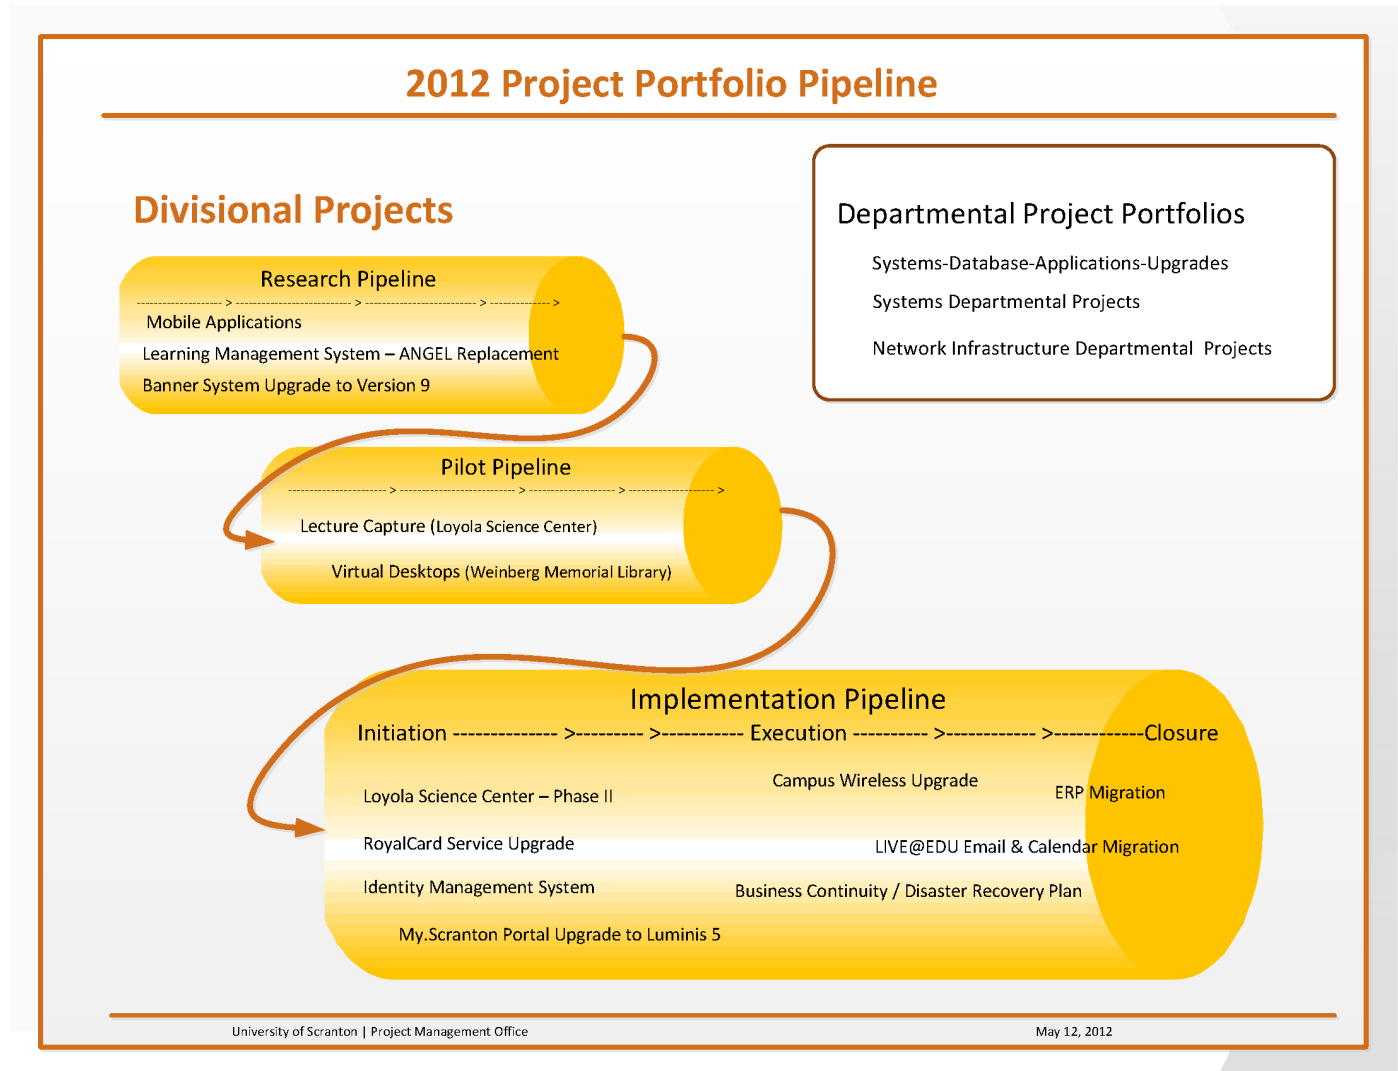 2012 Project Portfolio Pipeline
Divisional Projects
Research Pipeline
-------------------- > --------------------------- > -------------------------- > -------------- >
Mobile Applications
Learning Management System – ANGEL Replacement
Banner System Upgrade to Version 9
Departmental Project Portfolios
Systems-Database-Applications-Upgrades
Systems Departmental Projects
Network Infrastructure Departmental  Projects
Pilot Pipeline
----------------------- > --------------------------- > -------------------- > -------------------- >
Lecture Capture (Loyola Science Center)
Virtual Desktops (Weinberg Memorial Library)
Implementation Pipeline
Initiation -------------- >--------- >----------- Execution ---------- >------------ >------------Closure
Campus Wireless Upgrade
ERP Migration
Loyola Science Center – Phase II
RoyalCard Service Upgrade
LIVE@EDU Email & Calendar Migration
Identity Management System
Business Continuity / Disaster Recovery Plan
My.Scranton Portal Upgrade to Luminis 5
University of Scranton | Project Management Office
May 12, 2012